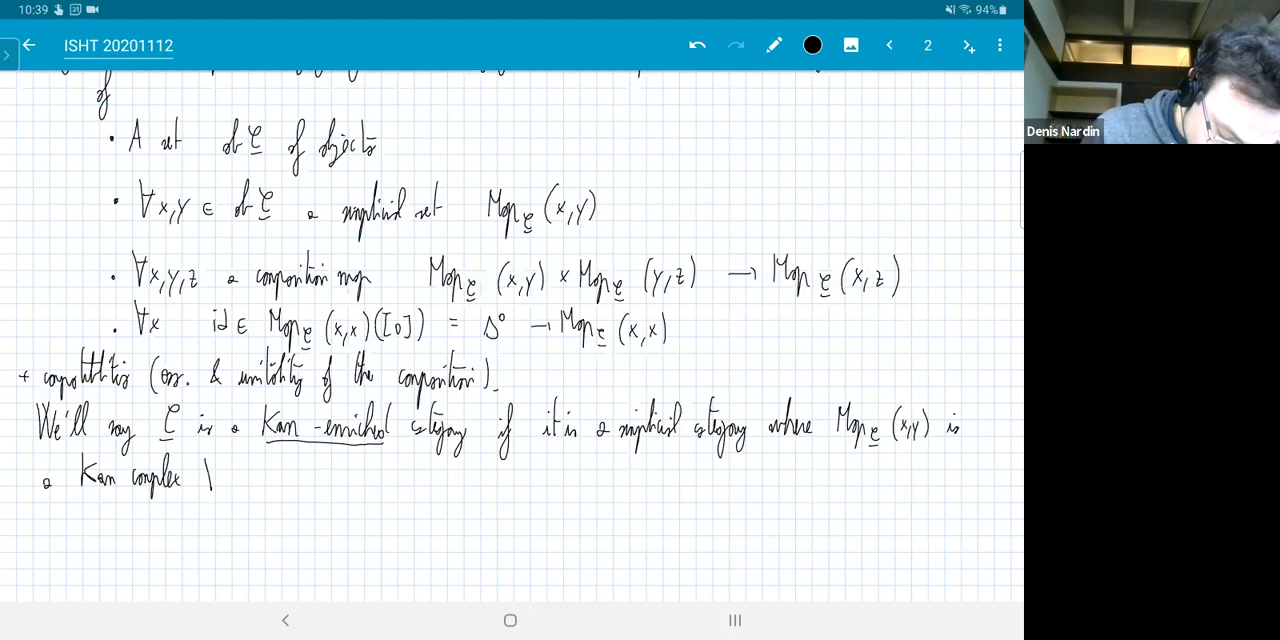 10:39 31 94%
ISHT 20201112 2
of
• A set ob C of objects
• ∀x,y ∈ ob C a simplicial set Map_C (x,y)
• ∀x,y,z a composition map Map_C (x,y) × Map_C (y,z) → Map_C (x,z)
• ∀x id ∈ Map_C (x,x)([0]) = Δ⁰ → Map_C (x,x)
+ compatibilities (ass. & unitality of the composition).
We'll say C is a Kan-enriched category if it is a simplicial category where Map_C (x,y) is
a Kan complex
Denis Nardin